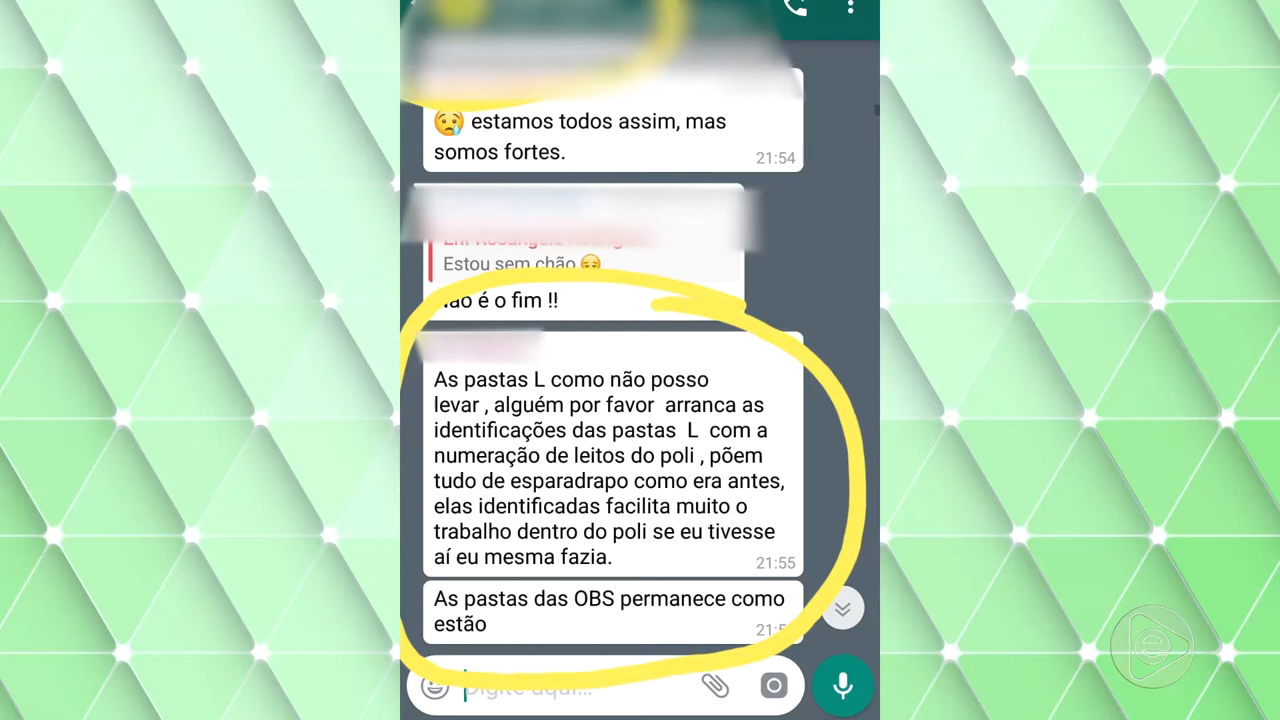 😢 estamos todos assim, mas
somos fortes.
21:54
Estou sem chão 😔
não é o fim !!
As pastas L como não posso
levar , alguém por favor arranca as
identificações das pastas L com a
numeração de leitos do poli , põem
tudo de esparadrapo como era antes,
elas identificadas facilita muito o
trabalho dentro do poli se eu tivesse
aí eu mesma fazia.
21:55
As pastas das OBS permanece como
estão
Digite aqui...